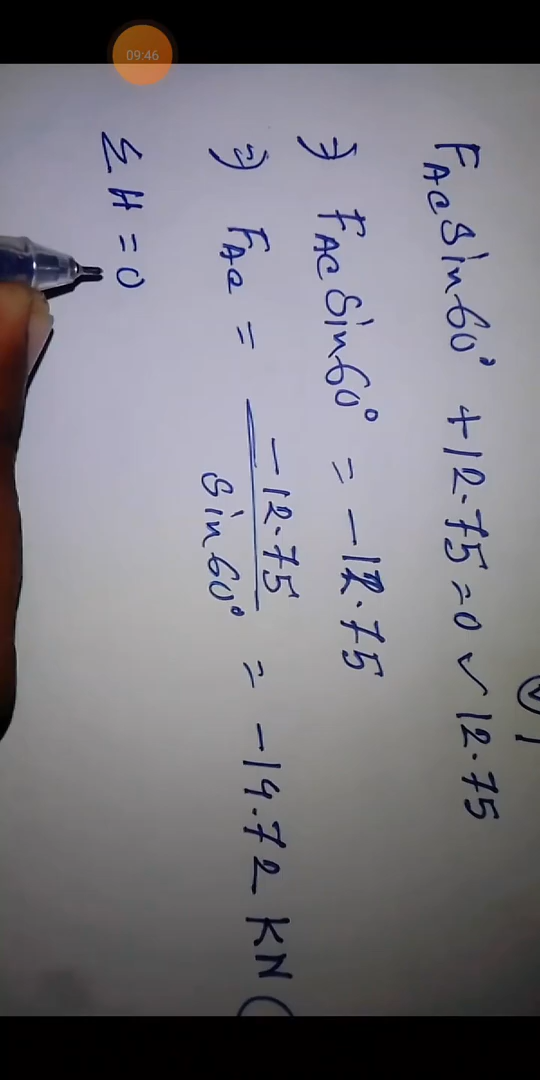 09:46
F_AC Sin60° + 12.75 = 0 ✓ 12.75
⇒ F_AC Sin60° = -12.75
⇒ F_AC = -12.75 / Sin60° = -14.72 KN (
Σ H = 0